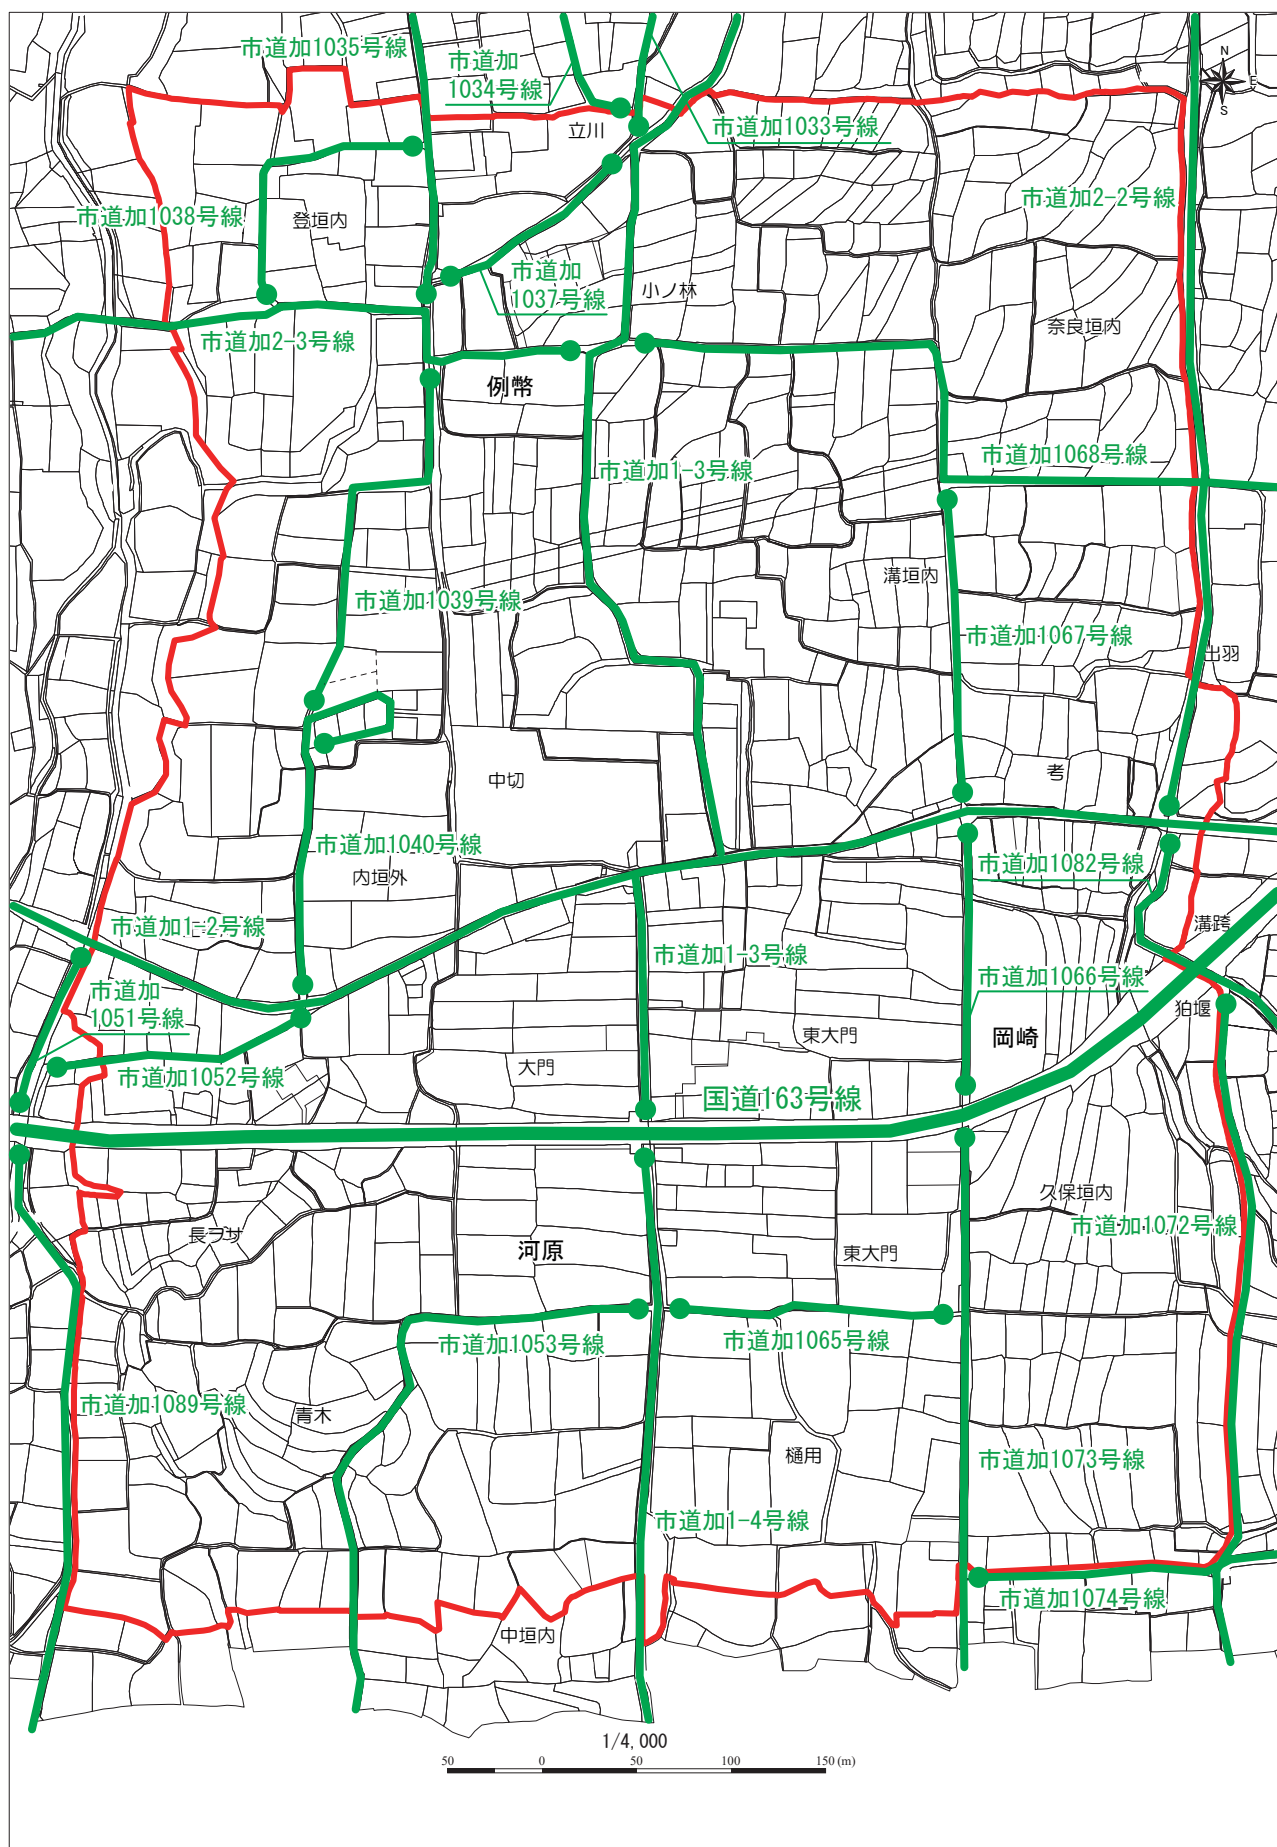 市道加1035号線
市道加
1034号線
立川
市道加1033号線
N
E
S
市道加1038号線
登垣内
市道加
1037号線
小ノ林
市道加2-2号線
奈良垣内
市道加2-3号線
例幣
市道加1-3号線
市道加1068号線
溝垣内
市道加1039号線
市道加1067号線
出羽
中切
考
市道加1040号線
内垣外
市道加1082号線
市道加1-2号線
溝跨
市道加1-3号線
市道加
1051号線
市道加1066号線
狛堰
東大門
岡崎
大門
市道加1052号線
国道163号線
久保垣内
市道加1072号線
長ヲサ
河原
東大門
市道加1053号線
市道加1065号線
市道加1089号線
青木
樋用
市道加1073号線
市道加1-4号線
市道加1074号線
中垣内
1/4,000
50 0 50 100 150 (m)